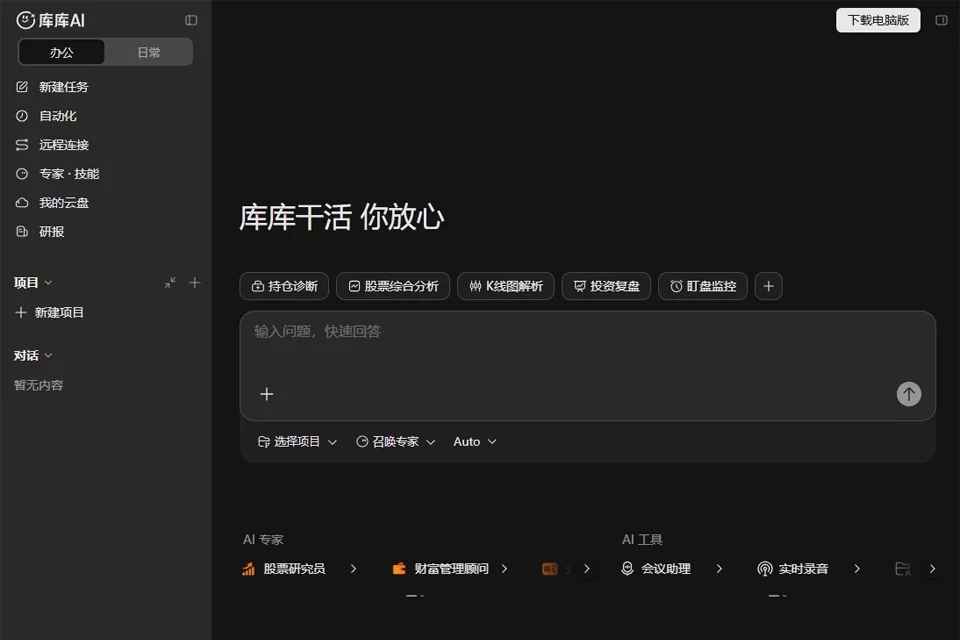 库库AI
下载电脑版
办公
日常
新建任务
自动化
远程连接
专家·技能
我的云盘
研报
项目
新建项目
对话
暂无内容
库库干活 你放心
持仓诊断
股票综合分析
K线图解析
投资复盘
盯盘监控
输入问题，快速回答
选择项目
召唤专家
Auto
AI 专家
股票研究员
财富管理顾问
AI 工具
会议助理
实时录音